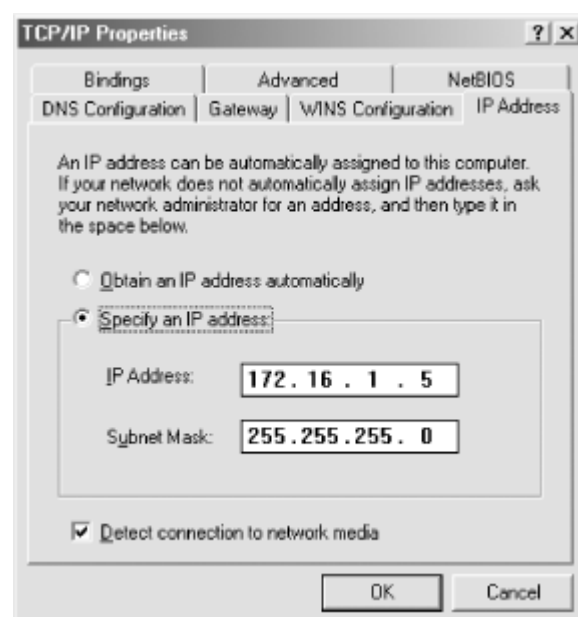 TCP/IP Properties ? ×
Bindings Advanced NetBIOS
DNS Configuration Gateway WINS Configuration IP Address
An IP address can be automatically assigned to this computer.
If your network does not automatically assign IP addresses, ask
your network administrator for an address, and then type it in
the space below.
Obtain an IP address automatically
Specify an IP address:
IP Address: 172.16.1.5
Subnet Mask: 255.255.255.0
Detect connection to network media
OK Cancel